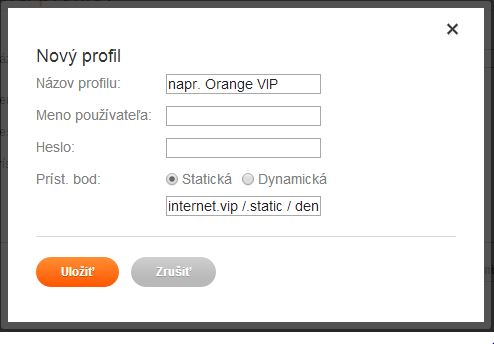 Nový profil
Názov profilu: napr. Orange VIP
Meno používateľa:
Heslo:
Príst. bod: Statická Dynamická
internet.vip /.static / den
Uložiť Zrušiť